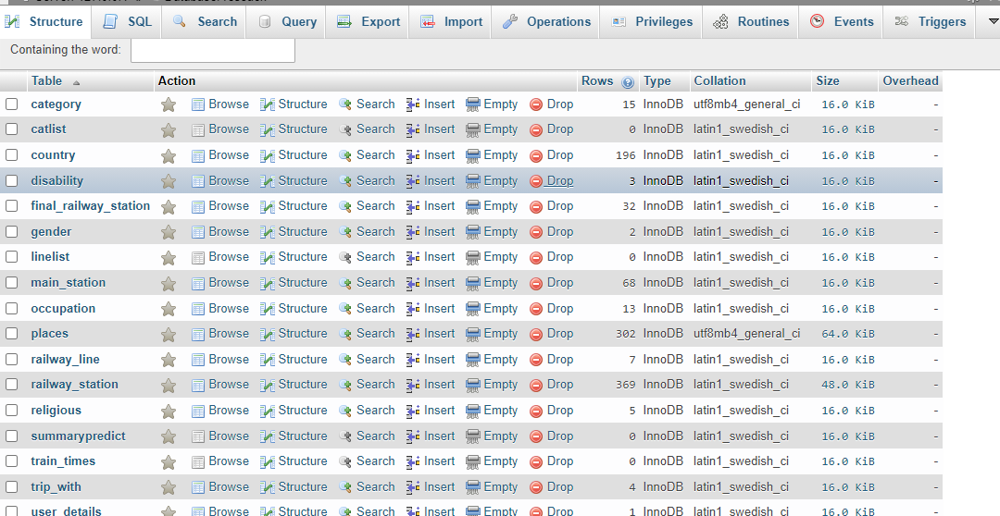 Structure SQL Search Query Export Import Operations Privileges Routines Events Triggers
Containing the word:
Table Action Rows Type Collation Size Overhead
category Browse Structure Search Insert Empty Drop 15 InnoDB utf8mb4_general_ci 16.0 KiB -
catlist Browse Structure Search Insert Empty Drop 0 InnoDB latin1_swedish_ci 16.0 KiB -
country Browse Structure Search Insert Empty Drop 196 InnoDB latin1_swedish_ci 16.0 KiB -
disability Browse Structure Search Insert Empty Drop 3 InnoDB latin1_swedish_ci 16.0 KiB -
final_railway_station Browse Structure Search Insert Empty Drop 32 InnoDB latin1_swedish_ci 16.0 KiB -
gender Browse Structure Search Insert Empty Drop 2 InnoDB latin1_swedish_ci 16.0 KiB -
linelist Browse Structure Search Insert Empty Drop 0 InnoDB latin1_swedish_ci 16.0 KiB -
main_station Browse Structure Search Insert Empty Drop 68 InnoDB latin1_swedish_ci 16.0 KiB -
occupation Browse Structure Search Insert Empty Drop 13 InnoDB latin1_swedish_ci 16.0 KiB -
places Browse Structure Search Insert Empty Drop 302 InnoDB utf8mb4_general_ci 64.0 KiB -
railway_line Browse Structure Search Insert Empty Drop 7 InnoDB latin1_swedish_ci 16.0 KiB -
railway_station Browse Structure Search Insert Empty Drop 369 InnoDB latin1_swedish_ci 48.0 KiB -
religious Browse Structure Search Insert Empty Drop 5 InnoDB latin1_swedish_ci 16.0 KiB -
summarypredict Browse Structure Search Insert Empty Drop 0 InnoDB latin1_swedish_ci 16.0 KiB -
train_times Browse Structure Search Insert Empty Drop 0 InnoDB latin1_swedish_ci 16.0 KiB -
trip_with Browse Structure Search Insert Empty Drop 4 InnoDB latin1_swedish_ci 16.0 KiB -
user_details Browse Structure Search Insert Empty Drop 1 InnoDB latin1_swedish_ci 16.0 KiB -